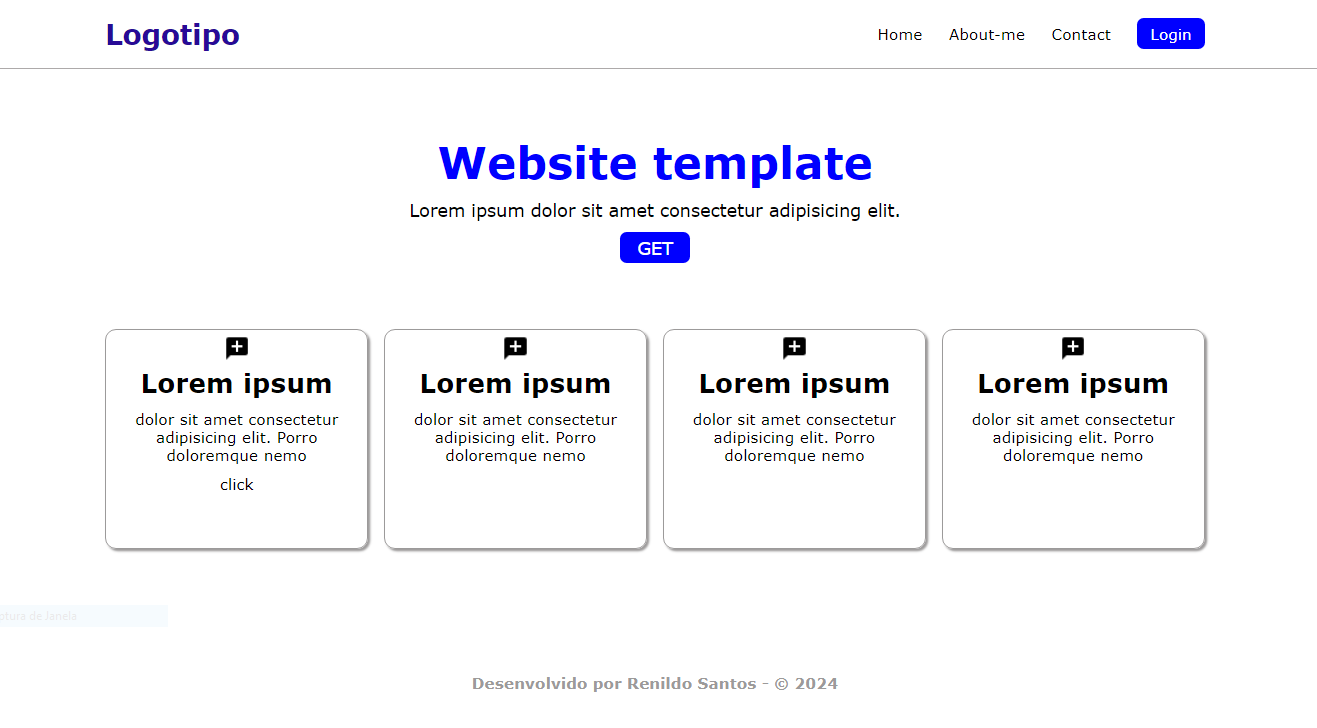 Logotipo
Home About-me Contact Login
Website template
Lorem ipsum dolor sit amet consectetur adipisicing elit.
GET
Lorem ipsum
dolor sit amet consectetur
adipisicing elit. Porro
doloremque nemo
click
Lorem ipsum
dolor sit amet consectetur
adipisicing elit. Porro
doloremque nemo
Lorem ipsum
dolor sit amet consectetur
adipisicing elit. Porro
doloremque nemo
Lorem ipsum
dolor sit amet consectetur
adipisicing elit. Porro
doloremque nemo
de Janela
Desenvolvido por Renildo Santos - © 2024